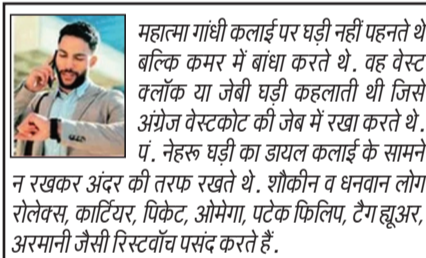 महात्मा गांधी कलाई पर घड़ी नहीं पहनते थे
बल्कि कमर में बांधा करते थे. वह वेस्ट
क्लॉक या जेबी घड़ी कहलाती थी जिसे
अंग्रेज वेस्टकोट की जेब में रखा करते थे.
पं. नेहरू घड़ी का डायल कलाई के सामने
न रखकर अंदर की तरफ रखते थे. शौकीन व धनवान लोग
रोलेक्स, कार्टियर, पिकेट, ओमेगा, पटेक फिलिप, टैग ह्यूअर,
अरमानी जैसी रिस्टवॉच पसंद करते हैं.